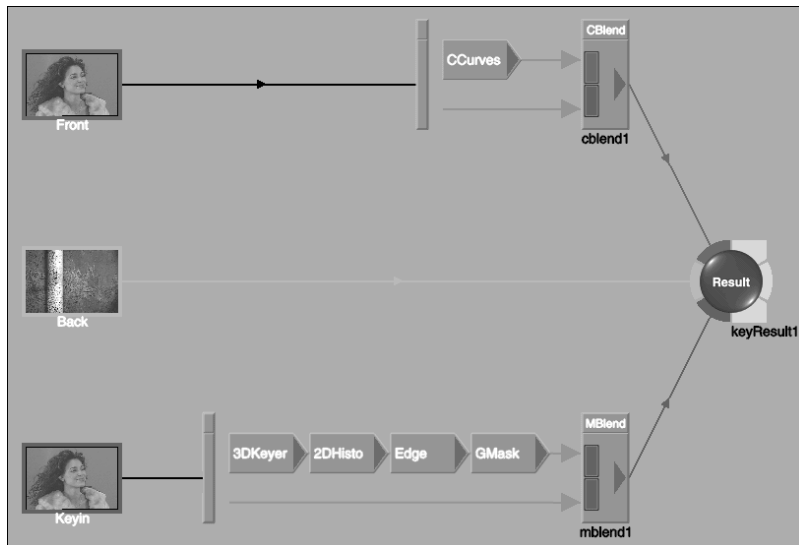 CBlend
CCurves
Front
cblend1
Result
Back
keyResult1
MBlend
3DKeyer
2DHisto
Edge
GMask
Keyin
mblend1